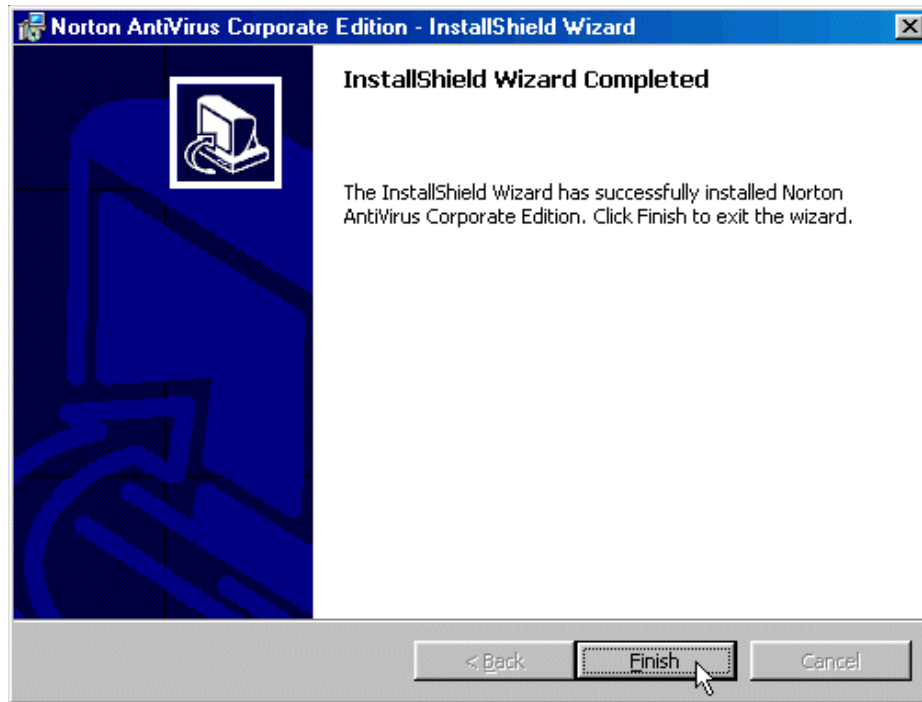 Norton AntiVirus Corporate Edition - InstallShield Wizard
InstallShield Wizard Completed
The InstallShield Wizard has successfully installed Norton
AntiVirus Corporate Edition. Click Finish to exit the wizard.
< Back
Finish
Cancel